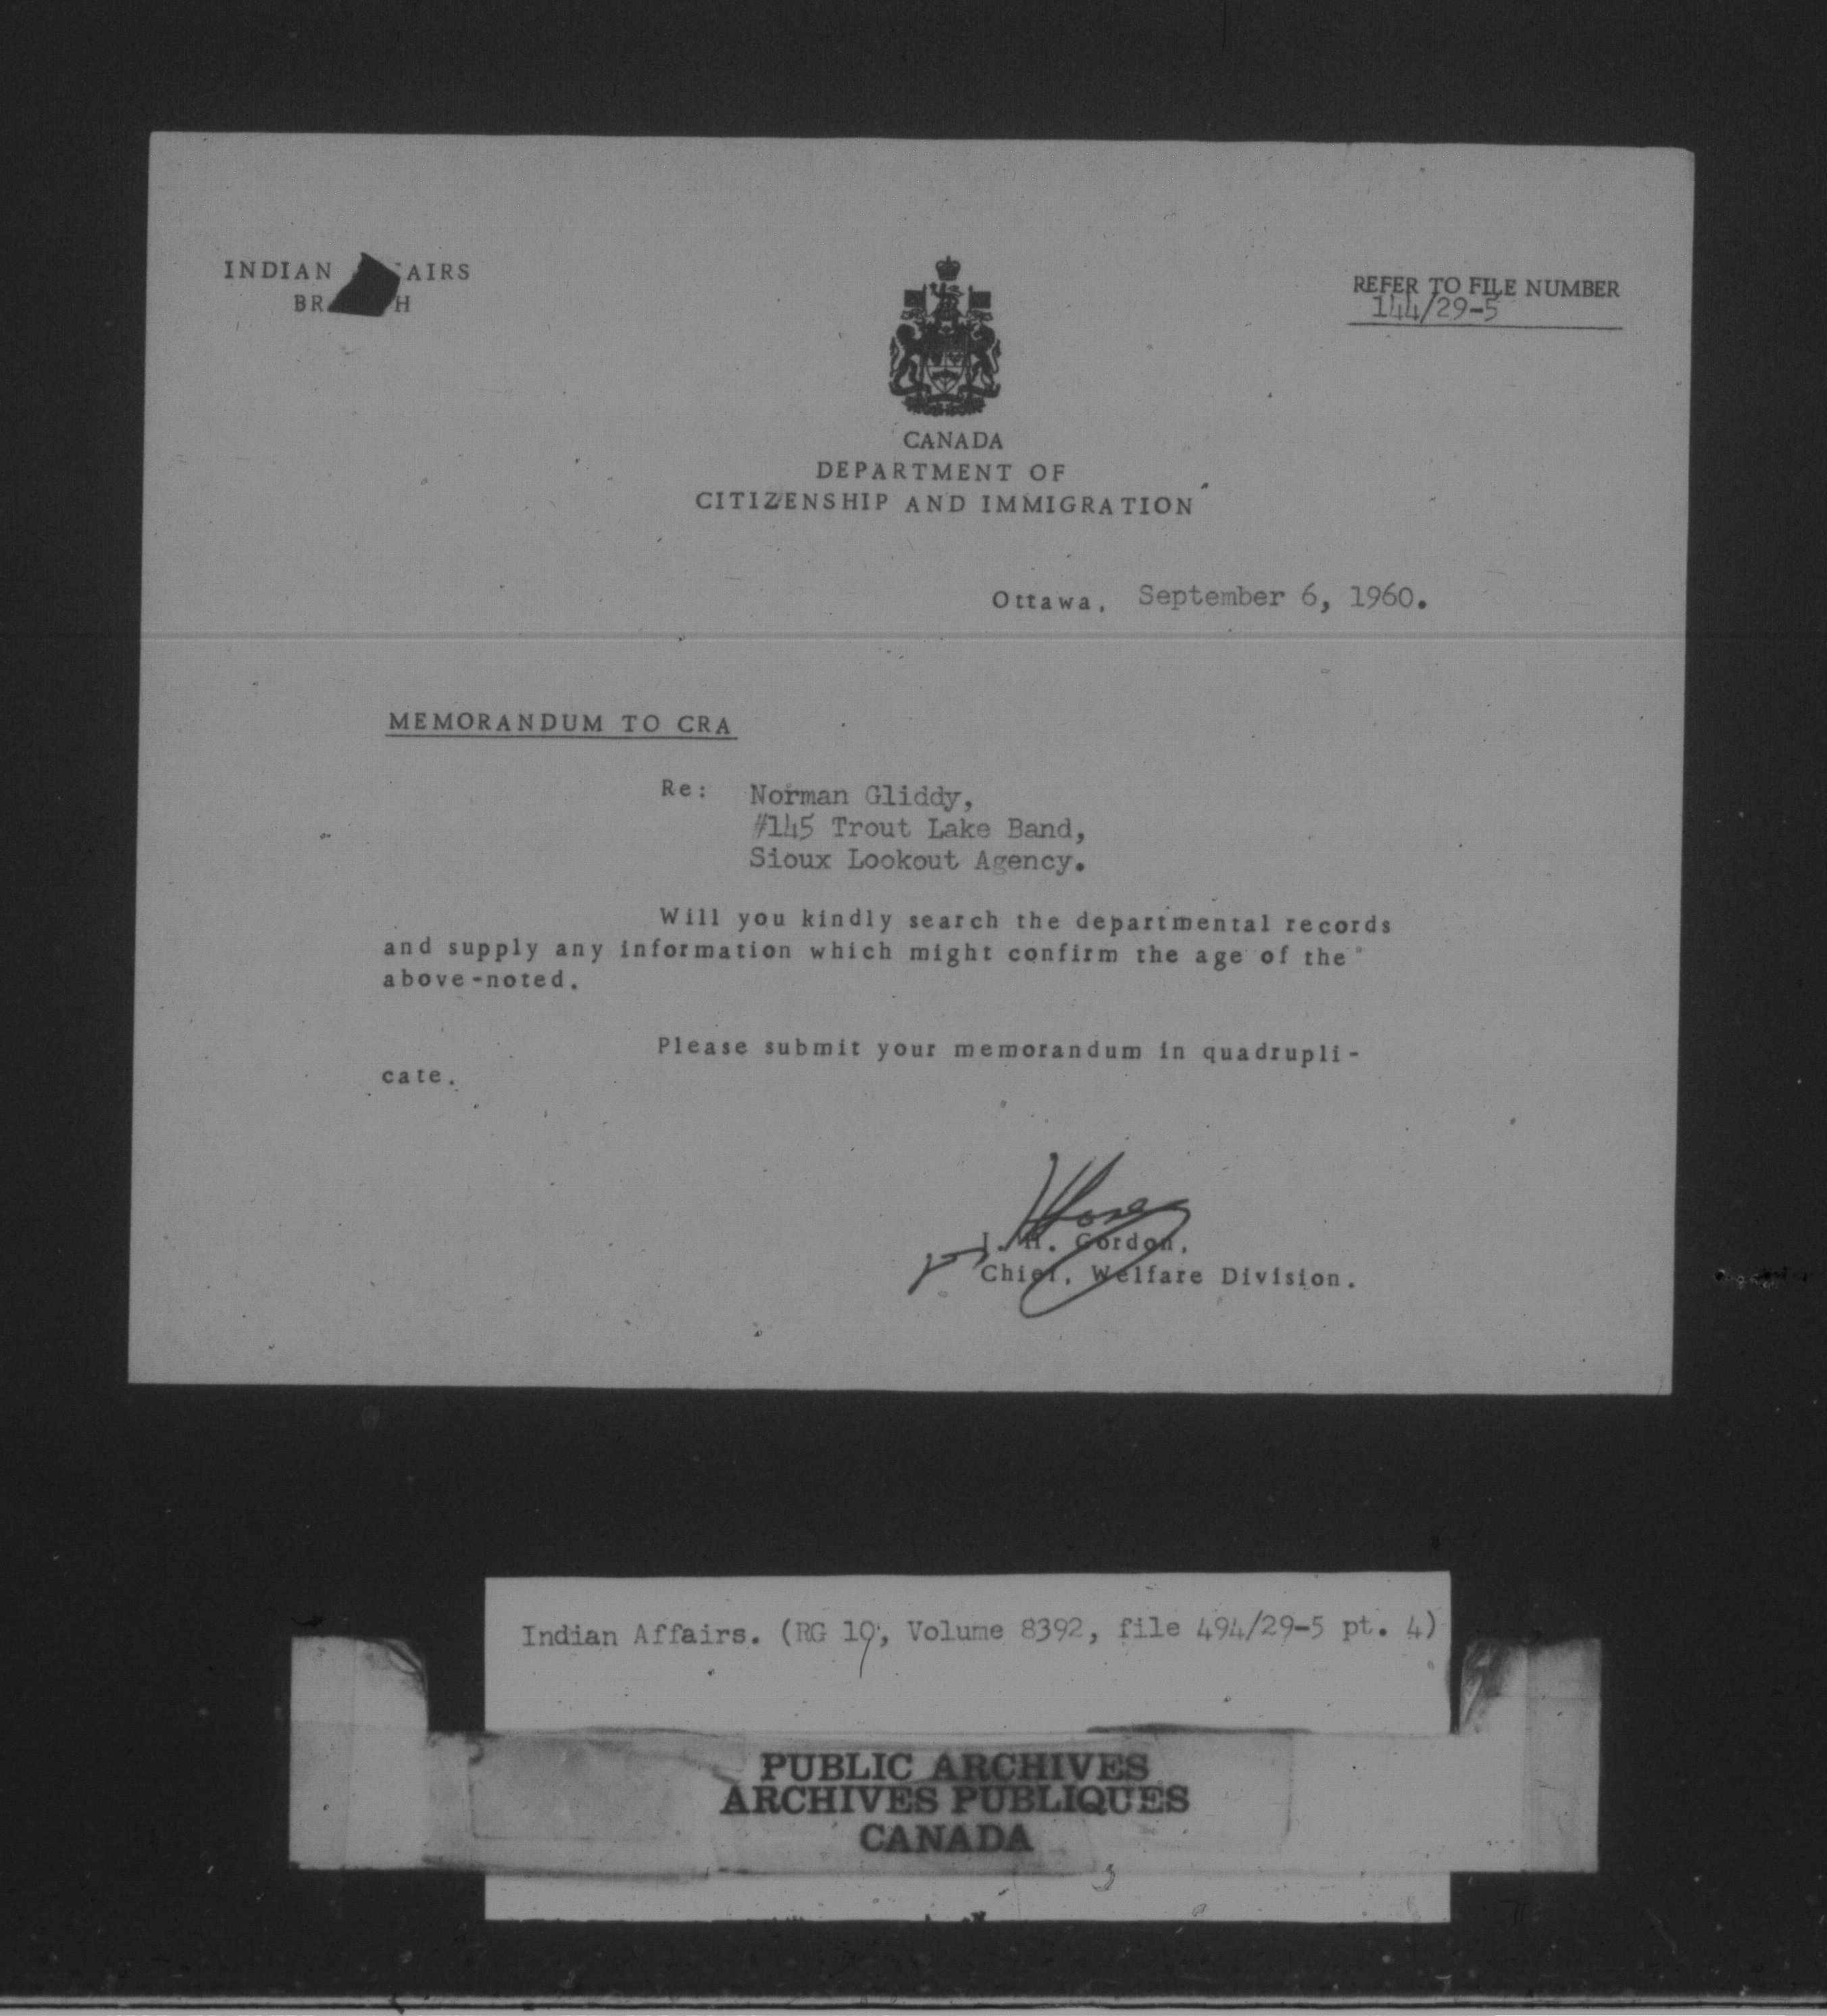 INDIAN AIRS
BR H
REFER TO FILE NUMBER
144/29-5
CANADA
DEPARTMENT OF
CITIZENSHIP AND IMMIGRATION
Ottawa, September 6, 1960.
MEMORANDUM TO CRA
Re: Norman Gliddy,
#145 Trout Lake Band,
Sioux Lookout Agency.
Will you kindly search the departmental records
and supply any information which might confirm the age of the
above-noted.
Please submit your memorandum in quadrupli-
cate.
J. H. Gordon,
Chief, Welfare Division.
Indian Affairs. (RG 10, Volume 8392, file 494/29-5 pt. 4)
PUBLIC ARCHIVES
ARCHIVES PUBLIQUES
CANADA